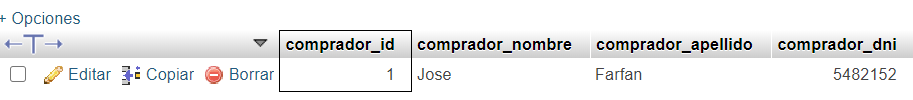 + Opciones
←T→ comprador_id comprador_nombre comprador_apellido comprador_dni
Editar Copiar Borrar 1 Jose Farfan 5482152